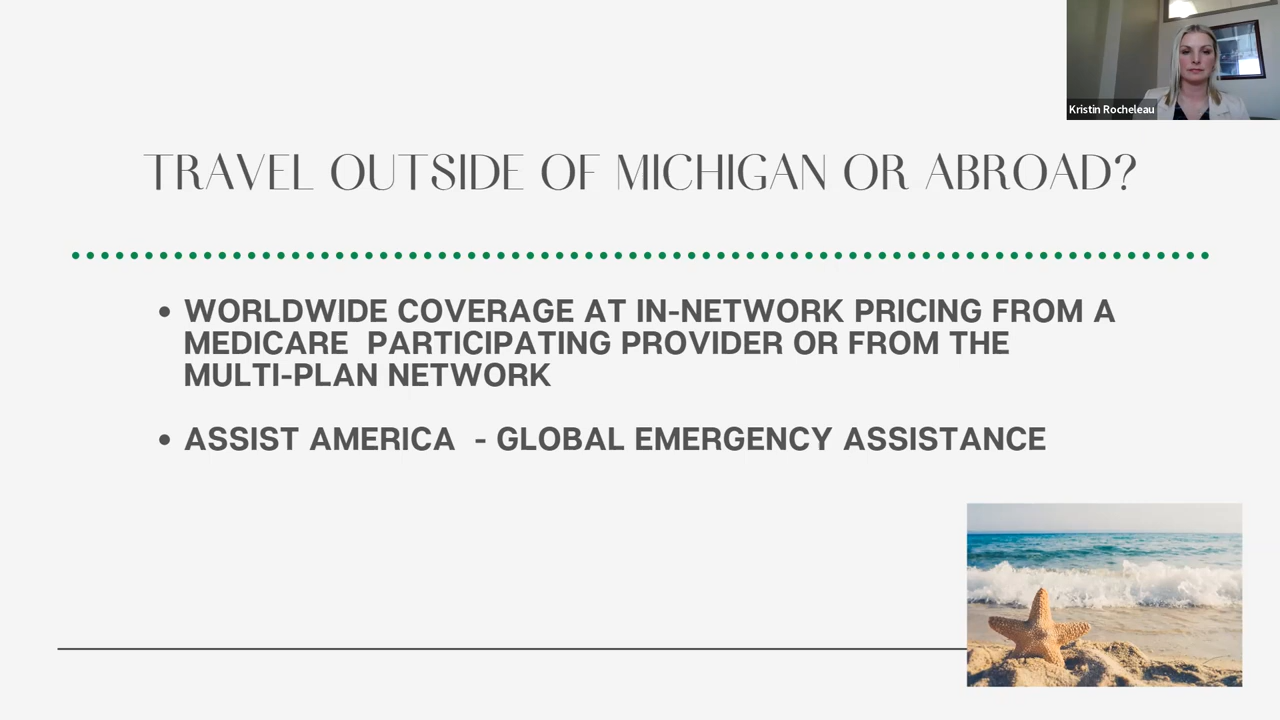 Kristin Rocheleau
TRAVEL OUTSIDE OF MICHIGAN OR ABROAD?
• WORLDWIDE COVERAGE AT IN-NETWORK PRICING FROM A
MEDICARE  PARTICIPATING PROVIDER OR FROM THE
MULTI-PLAN NETWORK
• ASSIST AMERICA  - GLOBAL EMERGENCY ASSISTANCE